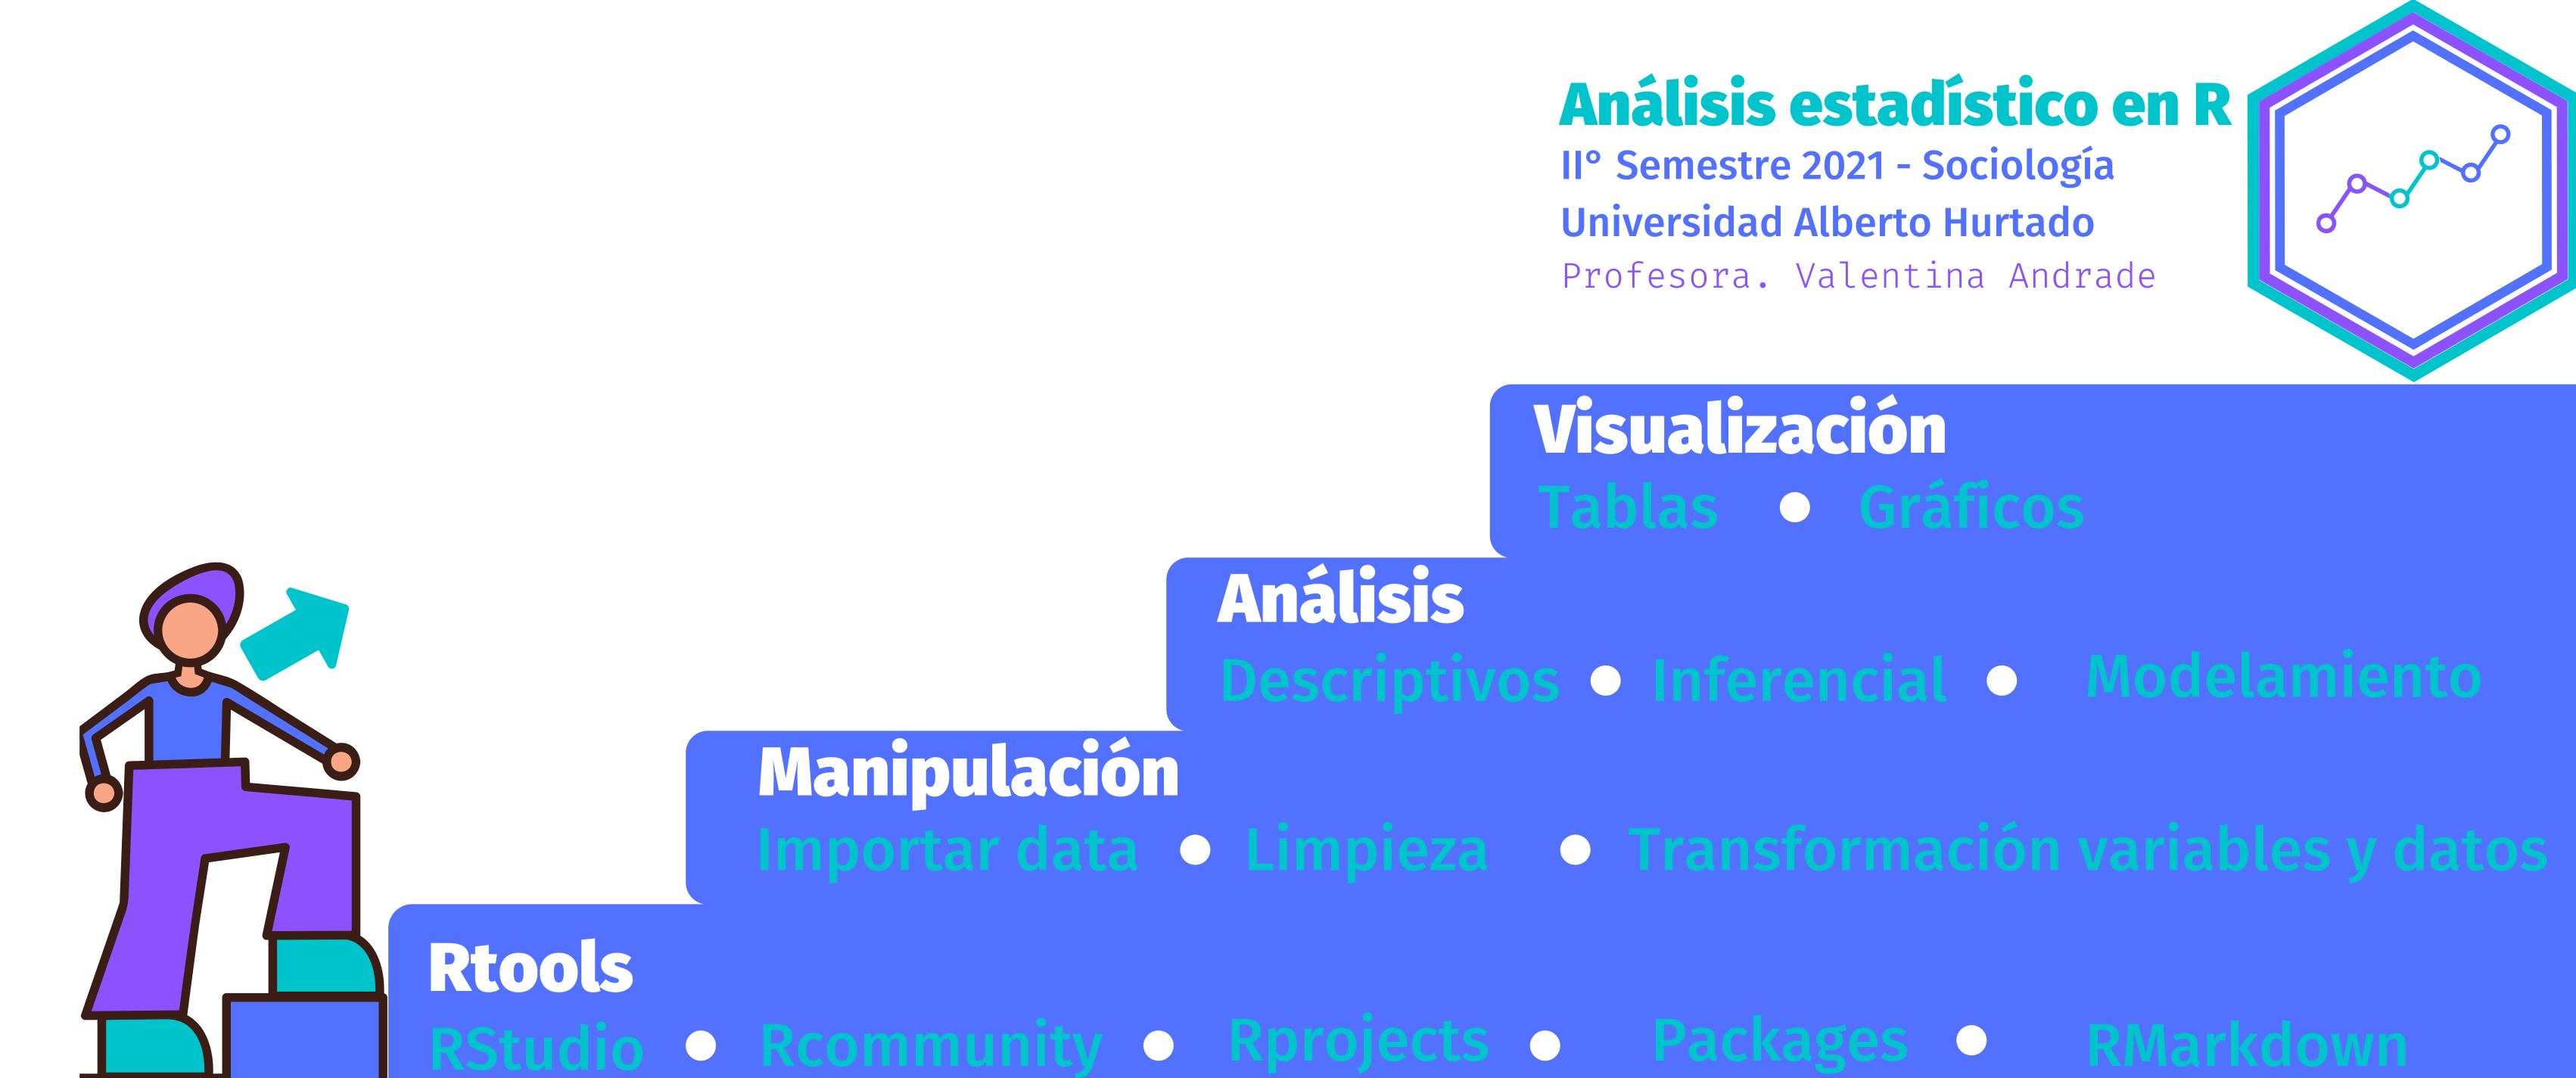 Análisis estadístico en R
II° Semestre 2021 - Sociología
Universidad Alberto Hurtado
Profesora. Valentina Andrade
Visualización
Tablas • Gráficos
Análisis
Descriptivos • Inferencial • Modelamiento
Manipulación
Importar data • Limpieza • Transformación variables y datos
Rtools
RStudio • Rcommunity • Rprojects • Packages • RMarkdown